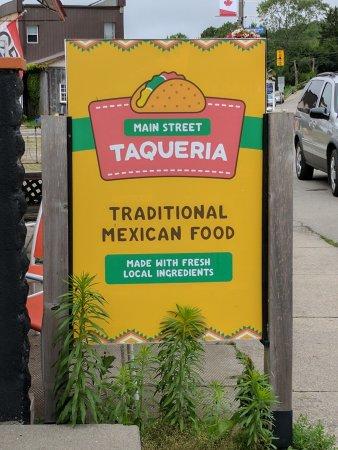 MAIN STREET
TAQUERIA
TRADITIONAL
MEXICAN FOOD
MADE WITH FRESH
LOCAL INGREDIENTS